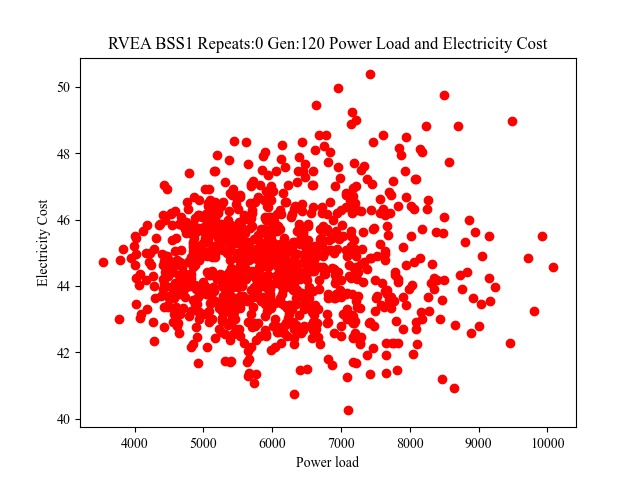 RVEA BSS1 Repeats:0 Gen:120 Power Load and Electricity Cost
50
48
46
44
42
40
Electricity Cost
4000 5000 6000 7000 8000 9000 10000
Power load